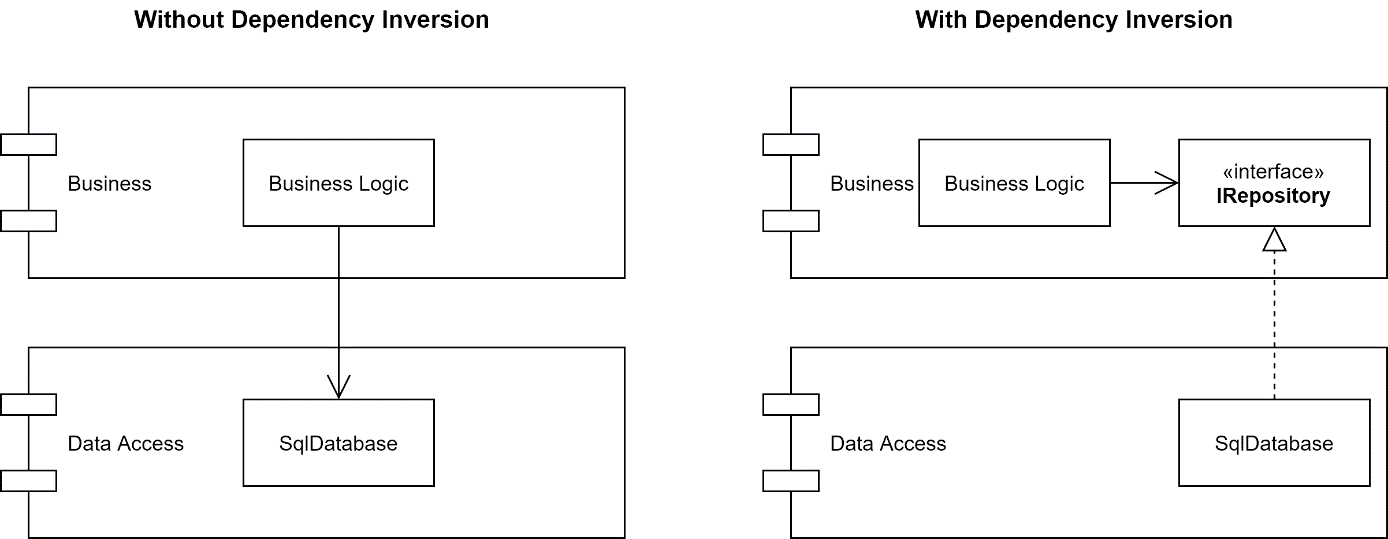 Without Dependency Inversion
Business
Business Logic
Data Access
SqlDatabase
With Dependency Inversion
Business
Business Logic
«interface»
IRepository
Data Access
SqlDatabase